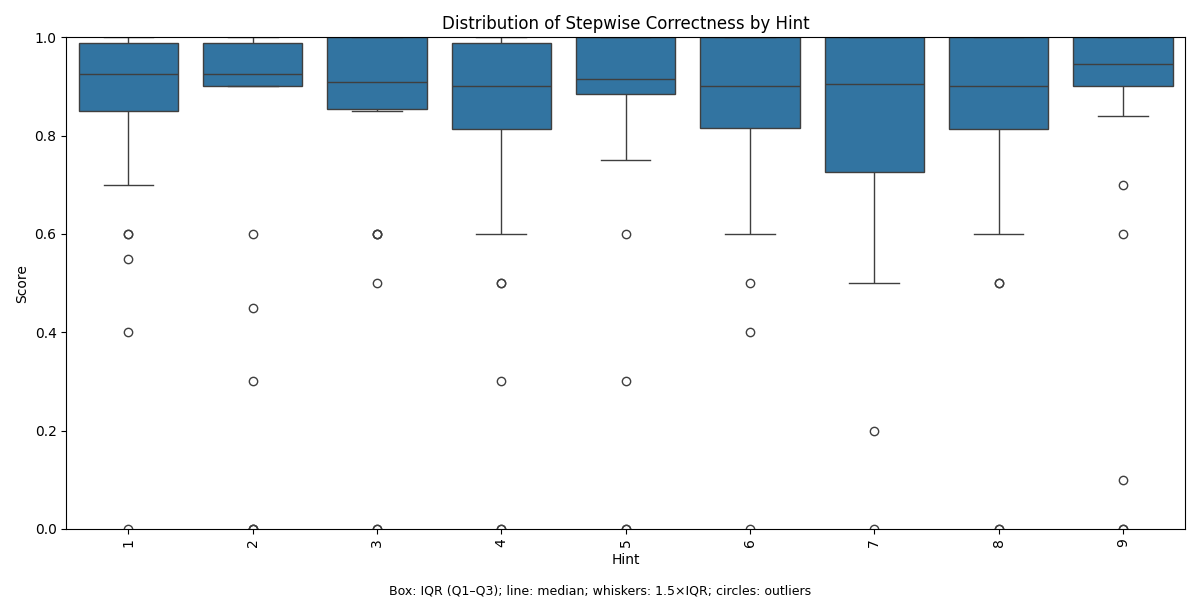 Distribution of Stepwise Correctness by Hint
1.0
0.8
0.6
0.4
0.2
0.0
Score
1 2 3 4 5 6 7 8 9
Hint
Box: IQR (Q1–Q3); line: median; whiskers: 1.5×IQR; circles: outliers